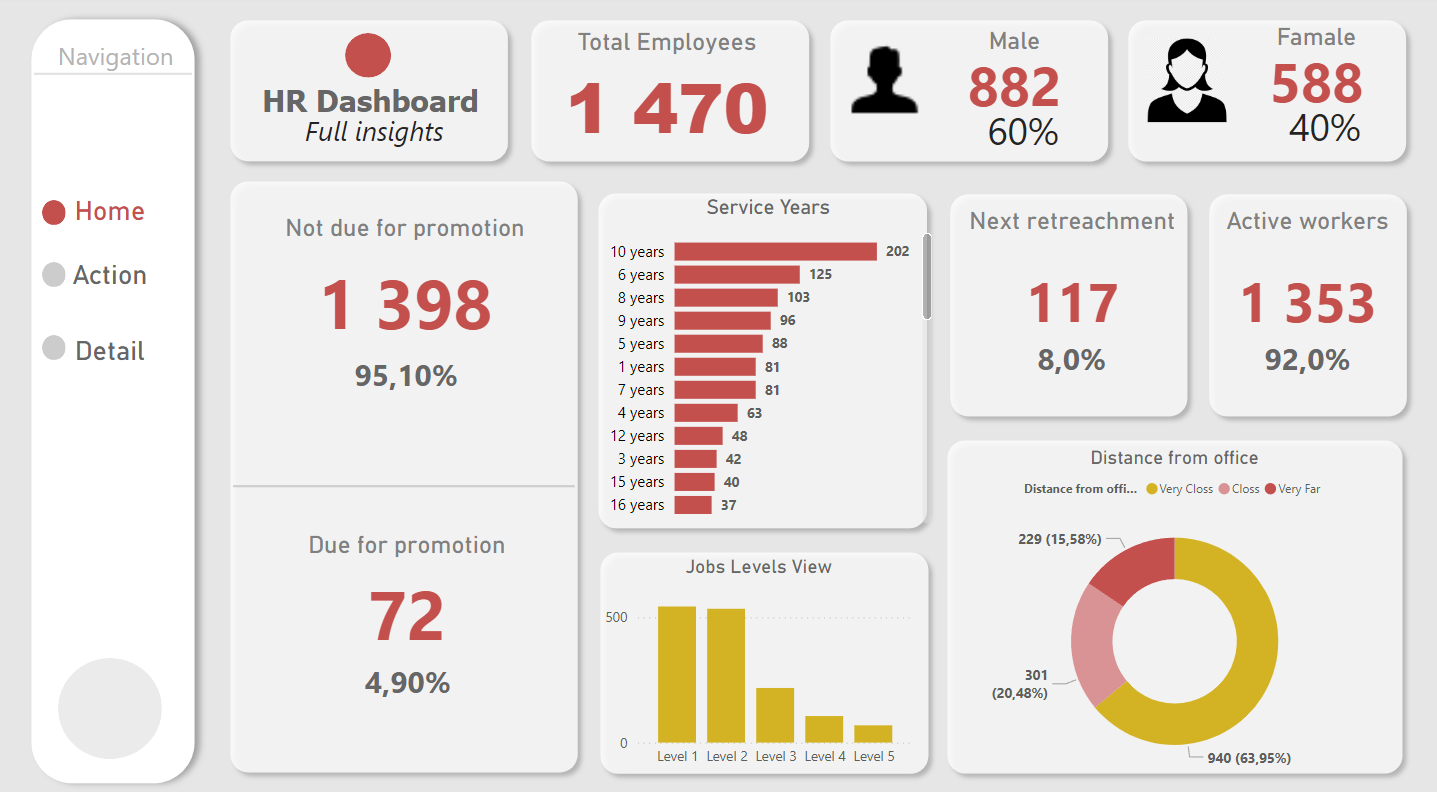 Navigation
Home
Action
Detail
HR Dashboard
Full insights
Total Employees
1 470
Male
882
60%
Famale
588
40%
Not due for promotion
1 398
95,10%
Due for promotion
72
4,90%
Service Years
10 years 202
6 years 125
8 years 103
9 years 96
5 years 88
1 years 81
7 years 81
4 years 63
12 years 48
3 years 42
15 years 40
16 years 37
Next retreachment
117
8,0%
Active workers
1 353
92,0%
Jobs Levels View
500
0
Level 1 Level 2 Level 3 Level 4 Level 5
Distance from office
Distance from offi... Very Closs Closs Very Far
229 (15,58%)
301
(20,48%)
940 (63,95%)